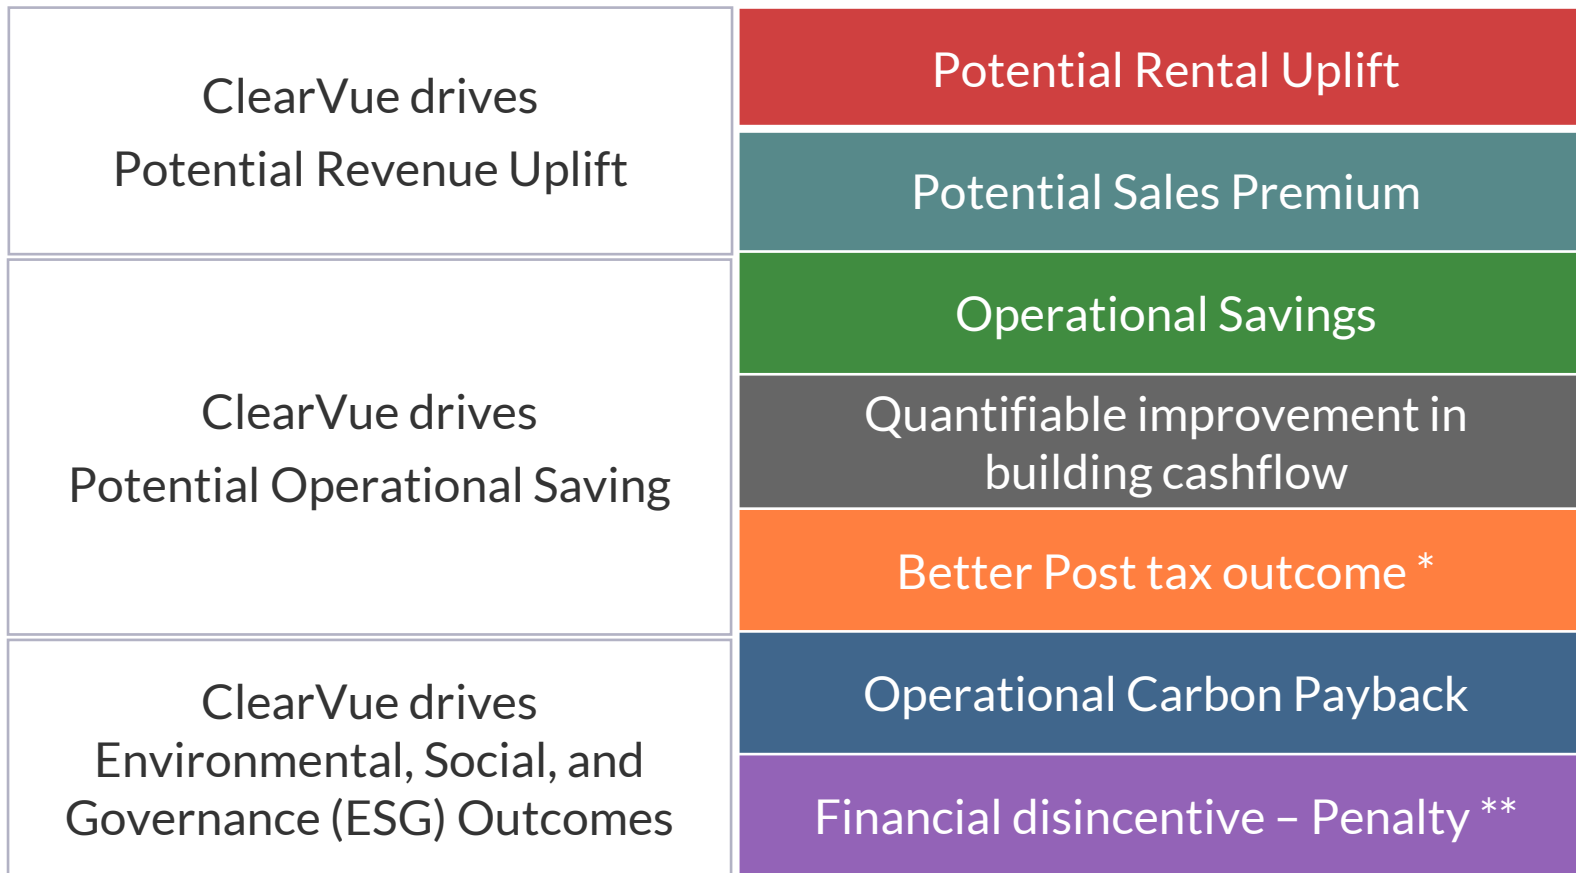 ClearVue drives
Potential Revenue Uplift
Potential Rental Uplift
Potential Sales Premium
ClearVue drives
Potential Operational Saving
Operational Savings
Quantifiable improvement in
building cashflow
Better Post tax outcome *
ClearVue drives
Environmental, Social, and
Governance (ESG) Outcomes
Operational Carbon Payback
Financial disincentive – Penalty **